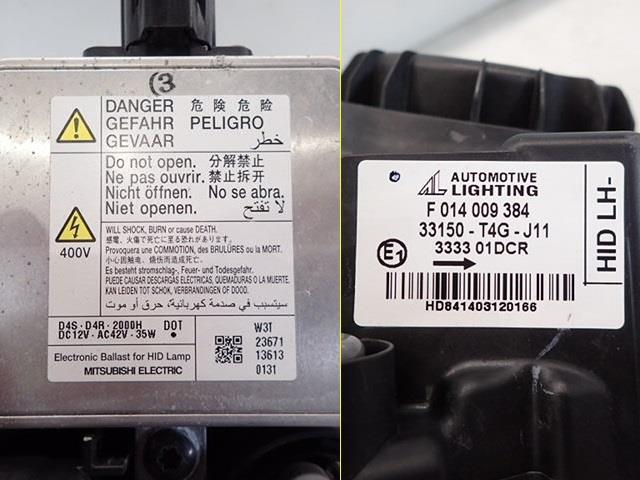 (3
DANGER 危険 危险
GEFAHR PELIGRO
GEVAAR خطر
Do not open. 分解禁止
Ne pas ouvrir. 禁止拆开
Nicht öffnen. No se abra.
Niet openen. لا تفتح
400V
WILL SHOCK, BURN or cause DEATH.
感電、火傷で死亡に至る恐れがあります。
Provoquera une COMMOTION, des BRULÛRES ou la MORT.
小心因触电、烧伤而造成死亡。
Es besteht stromschlag-, Feuer- und Todesgefahr.
PUEDE CAUSAR DESCARGAS ELÉCTRICAS, QUEMADURAS O LA MUERTE.
KAN LEIDEN TOT SCHOK, VERBRANDINGEN OF DOOD.
سيتسبب في صدمة كهربائية، حرق أو موت
D4S·D4R·2000H DOT
DC12V·AC42V·35W
Electronic Ballast for HID Lamp
MITSUBISHI ELECTRIC
W3T
23671
13613
0131
AL AUTOMOTIVE
LIGHTING
F 014 009 384
33150 - T4G - J11
3333 01DCR
E1
HD841403120166
HID LH-